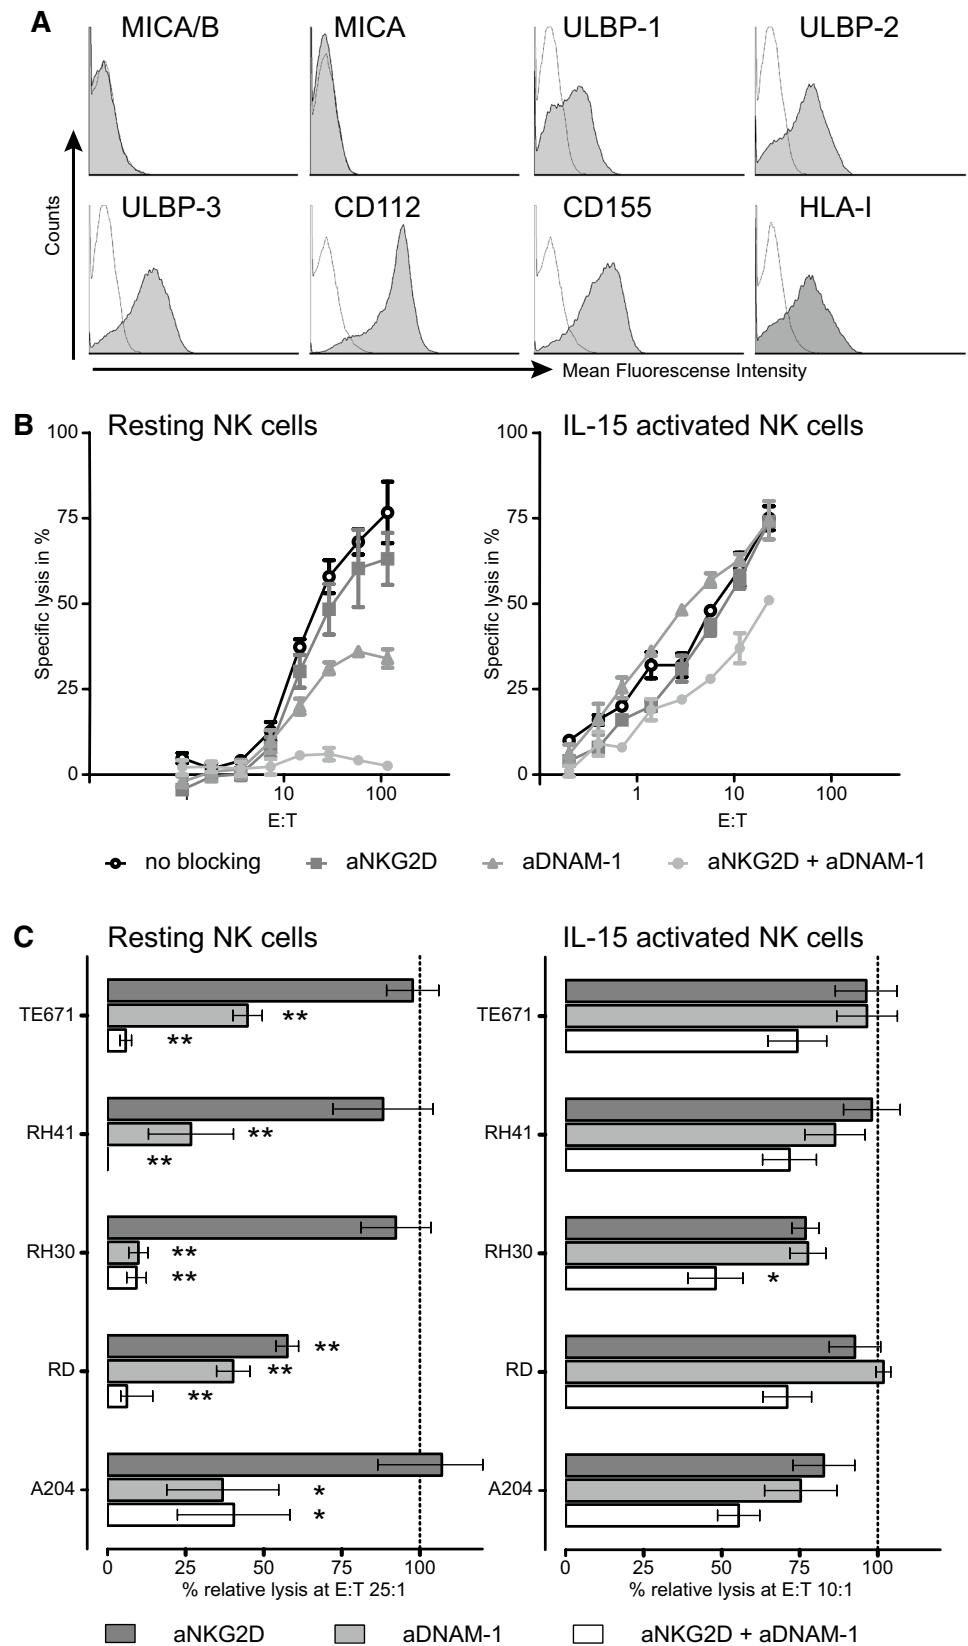 A
MICA/B MICA ULBP-1 ULBP-2
ULBP-3 CD112 CD155 HLA-I
Counts
Mean Fluorescense Intensity
B
Resting NK cells
IL-15 activated NK cells
Specific lysis in %
100
75
50
25
0
10 100
E:T
Specific lysis in %
100
75
50
25
0
1 10 100
E:T
no blocking aNKG2D aDNAM-1 aNKG2D + aDNAM-1
C
Resting NK cells
TE671 **
**
RH41 **
**
RH30 **
**
**
RD **
**
A204 *
*
0 25 50 75 100
% relative lysis at E:T 25:1
IL-15 activated NK cells
TE671
RH41
RH30
*
RD
A204
0 25 50 75 100
% relative lysis at E:T 10:1
aNKG2D aDNAM-1 aNKG2D + aDNAM-1